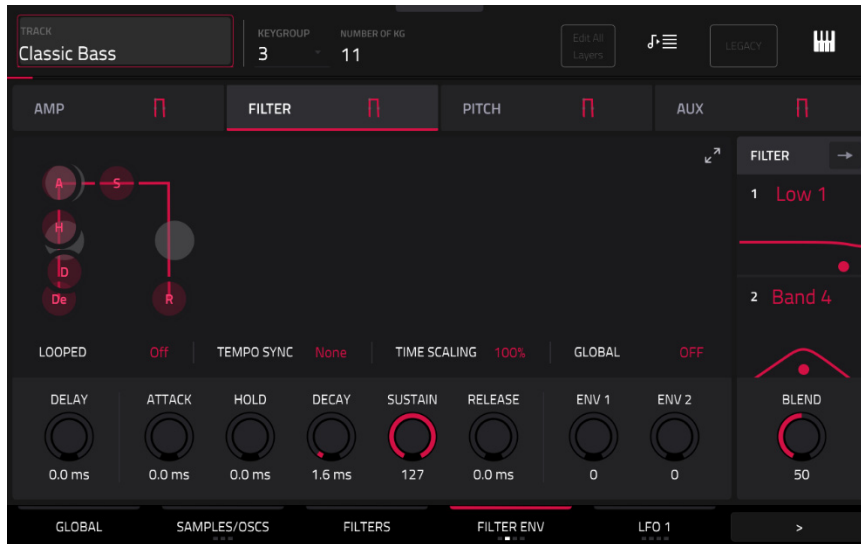 TRACK
Classic Bass
KEYGROUP
3
NUMBER OF KG
11
Edit All
Layers
LEGACY
AMP
FILTER
PITCH
AUX
A
S
H
D
De
R
FILTER
1 Low 1
2 Band 4
LOOPED Off
TEMPO SYNC None
TIME SCALING 100%
GLOBAL OFF
DELAY ATTACK HOLD DECAY SUSTAIN RELEASE ENV 1 ENV 2 BLEND
0.0 ms 0.0 ms 0.0 ms 1.6 ms 127 0.0 ms 0 0 50
GLOBAL SAMPLES/OSCS FILTERS FILTER ENV LFO 1 >